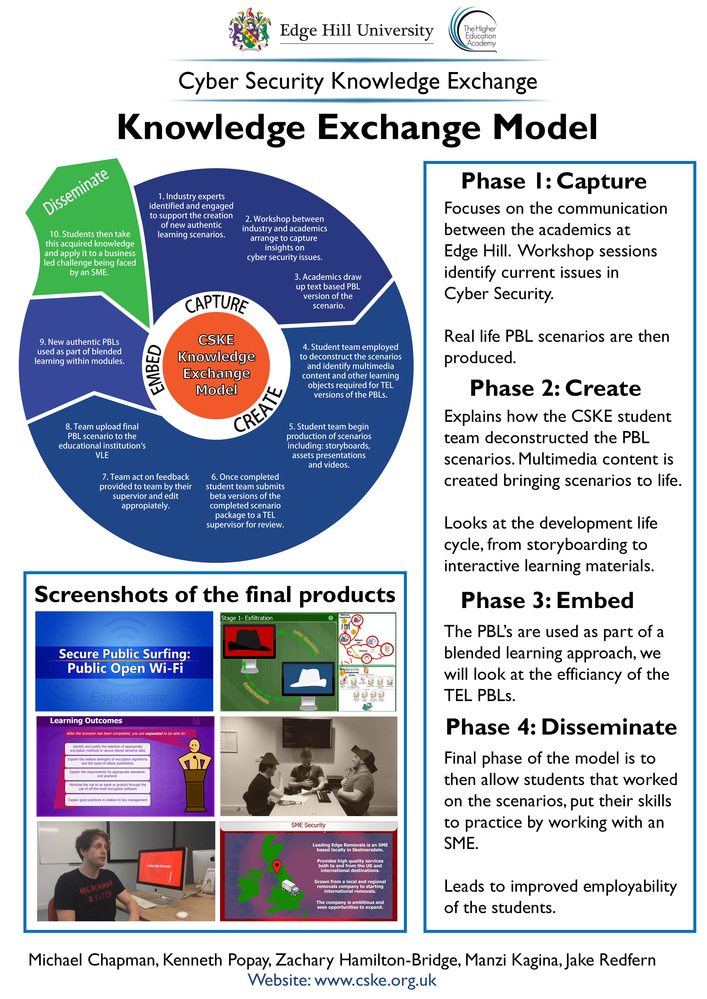 Edge Hill University
The Higher
Education
Academy
Cyber Security Knowledge Exchange
Knowledge Exchange Model
Disseminate
10. Students then take
this acquired knowledge
and apply it to a business
led challenge being faced
by an SME.
1. Industry experts
identified and engaged
to support the creation
of new authentic
learning scenarios.
2. Workshop between
industry and academics
arrange to capture
insights on
cyber security issues.
3. Academics draw
up text based PBL
version of the
scenario.
CAPTURE
CSKE
Knowledge
Exchange
Model
EMBED
CREATE
4. Student team employed
to deconstruct the scenarios
and identify multimedia
content and other learning
objects required for TEL
versions of the PBLs.
5. Student team begin
production of scenarios
including: storyboards,
assets presentations
and videos.
6. Once completed
student team submits
beta versions of the
completed scenario
package to a TEL
supervisor for review.
7. Team act on feedback
provided to team by their
supervior and edit
appropiately.
8. Team upload final
PBL scenario to the
educational institution's
VLE
9. New authentic PBLs
used as part of blended
learning within modules.
Phase 1: Capture
Focuses on the communication
between the academics at
Edge Hill. Workshop sessions
identify current issues in
Cyber Security.
Real life PBL scenarios are then
produced.
Phase 2: Create
Explains how the CSKE student
team deconstructed the PBL
scenarios. Multimedia content is
created bringing scenarios to life.
Looks at the development life
cycle, from storyboarding to
interactive learning materials.
Phase 3: Embed
The PBL's are used as part of a
blended learning approach, we
will look at the efficiancy of the
TEL PBLs.
Phase 4: Disseminate
Final phase of the model is to
then allow students that worked
on the scenarios, put their skills
to practice by working with an
SME.
Leads to improved employability
of the students.
Screenshots of the final products
Secure Public Surfing:
Public Open Wi-Fi
EdgeSpresso
Stage 1- Exfiltration
DATA TRANSFER
EXFILTRATION
Malicious
Spam Email
1
2
Malware
C&C
Internet
edgecoin
Unauthorised
Access
3
Learning Outcomes
After the scenario has been completed, you are expected to be able to:
Identify and justify the selection of appropriate
encryption methods to secure stored sensitive data
Explain the relative strengths of encryption algorithms
and the types of attack possibilities
Explain the requirements for appropriate standards
and practices
Minimise the risk to an asset or product through the
use of off-the-shelf encryption software
Explain good practices in relation to key management
ABERCROMBIE
& FITCH
Leading Edge Removals
SME Security
Leading Edge Removals is an SME
based locally in Skelmersdale.
Provides high quality services
both to and from the UK and
international destinations.
Grown from a local and regional
removals company to starting
international removals.
The company is ambitious and
sees opportunities to expand.
Michael Chapman, Kenneth Popay, Zachary Hamilton-Bridge, Manzi Kagina, Jake Redfern
Website: www.cske.org.uk